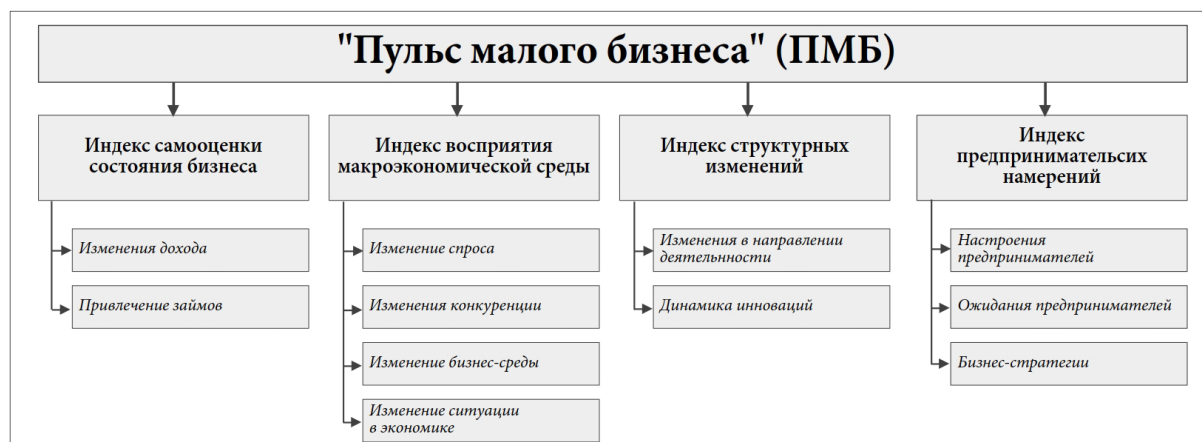 "Пульс малого бизнеса" (ПМБ)
Индекс самооценки
состояния бизнеса
Изменения дохода
Привлечение займов
Индекс восприятия
макроэкономической среды
Изменение спроса
Изменения конкуренции
Изменение бизнес-среды
Изменение ситуации
в экономике
Индекс структурных
изменений
Изменения в направлении
деятельнности
Динамика инноваций
Индекс
предпринимательсих
намерений
Настроения
предпринимателей
Ожидания предпринимателей
Бизнес-стратегии